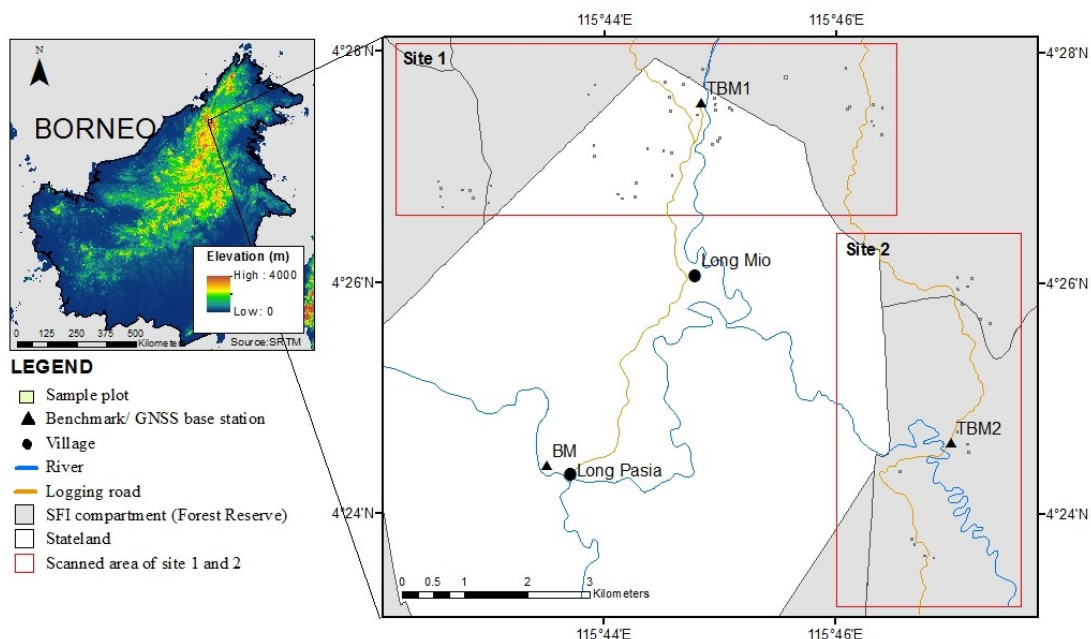 115°44'E 115°46'E
N
BORNEO
Elevation (m)
High : 4000
Low : 0
0 125 250 375 500
Kilometers
Source:SRTM
LEGEND
Sample plot
Benchmark/ GNSS base station
Village
River
Logging road
SFI compartment (Forest Reserve)
Stateland
Scanned area of site 1 and 2
4°28'N
4°28'N
Site 1
TBM1
Site 2
Long Mio
4°26'N
4°26'N
TBM2
BM
Long Pasia
4°24'N
4°24'N
0 0.5 1 2 3
Kilometers
115°44'E 115°46'E